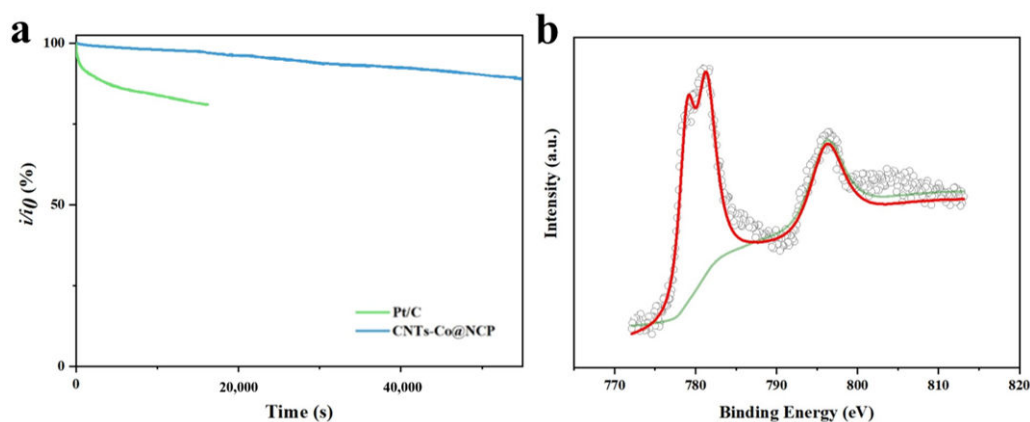 a
100
50
0
i/i0 (%)
0
20,000
40,000
Time (s)
Pt/C
CNTs-Co@NCP
b
Intensity (a.u.)
770
780
790
800
810
820
Binding Energy (eV)